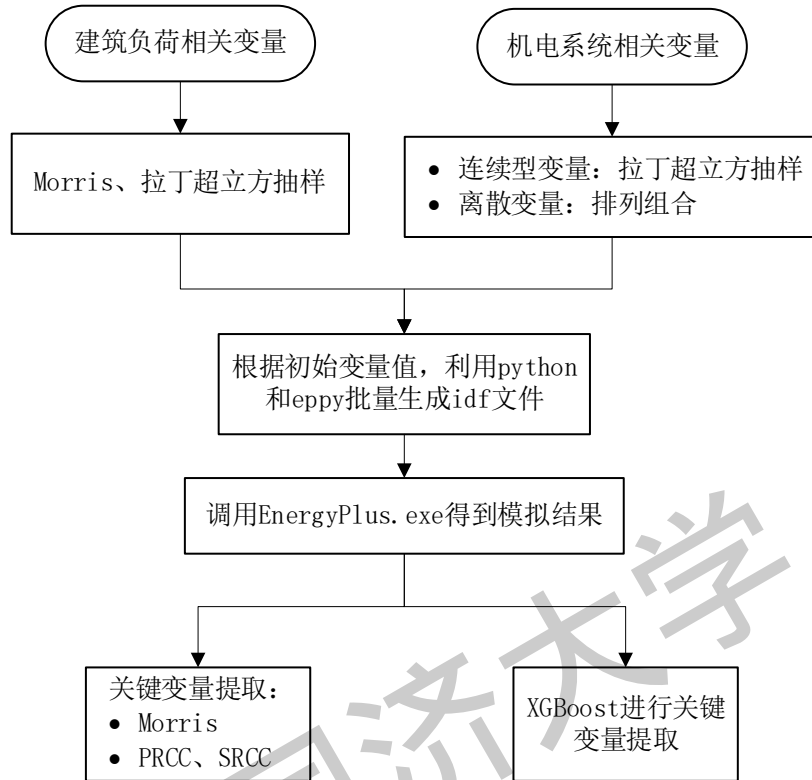 建筑负荷相关变量
机电系统相关变量
Morris、拉丁超立方抽样
• 连续型变量：拉丁超立方抽样
• 离散变量：排列组合
根据初始变量值，利用python
和eppy批量生成idf文件
调用EnergyPlus.exe得到模拟结果
关键变量提取：
• Morris
• PRCC、SRCC
XGBoost进行关键
变量提取
同济大学